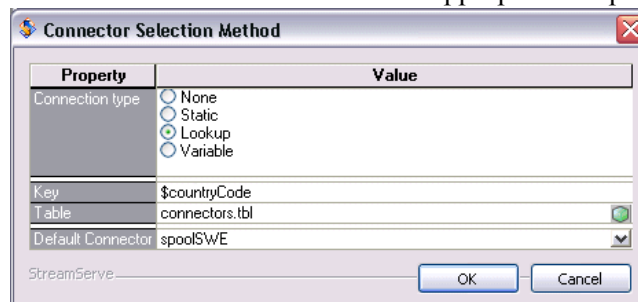 Connector Selection Method
Property Value
Connection type
None
Static
Lookup
Variable
Key $countryCode
Table connectors.tbl
Default Connector spoolSWE
StreamServe
OK Cancel